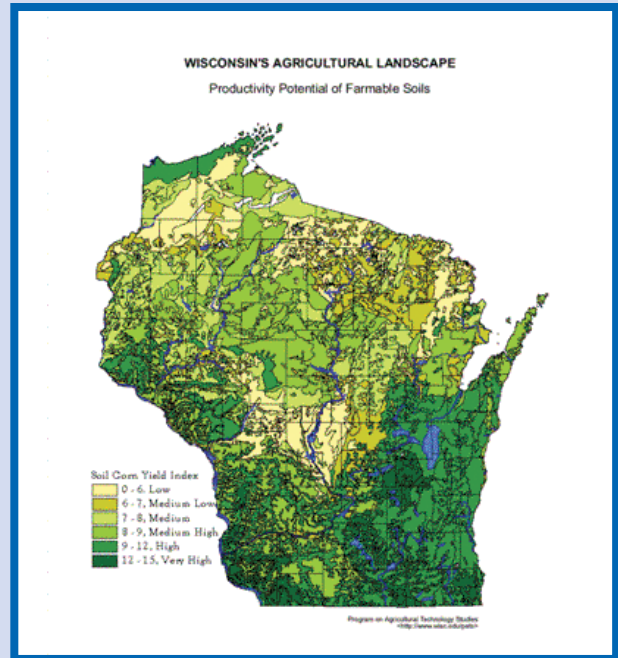 WISCONSIN'S AGRICULTURAL LANDSCAPE
Productivity Potential of Farmable Soils
Soil Corn Yield Index
0 - 6, Low
6 - 7, Medium Low
7 - 8, Medium
8 - 9, Medium High
9 - 12, High
12 - 15, Very High
Program on Agricultural Technology Studies